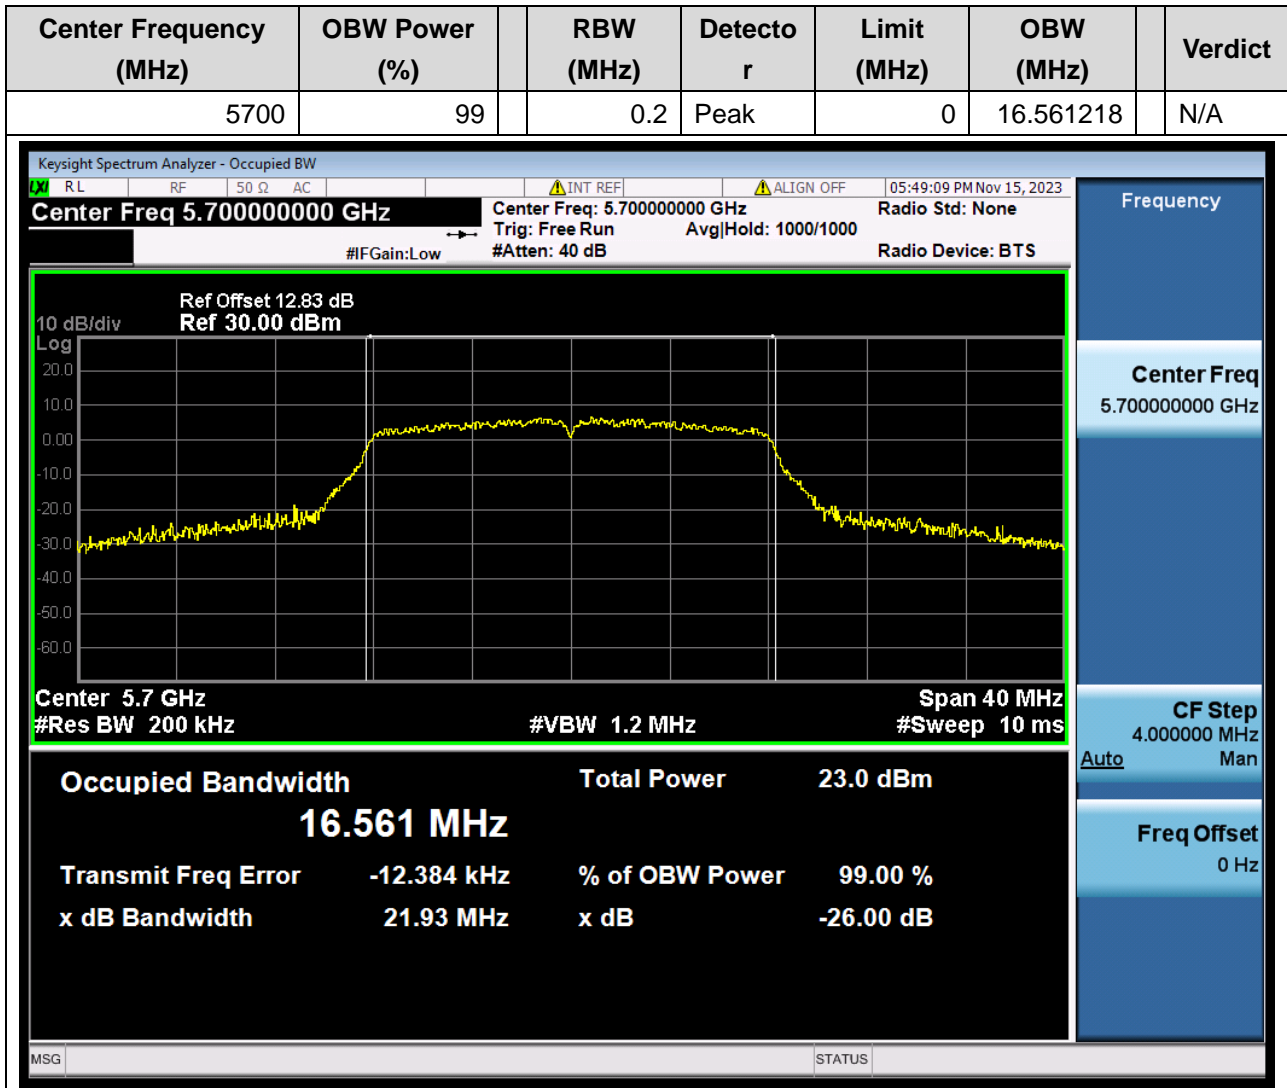 Center Frequency (MHz) OBW Power (%) RBW (MHz) Detector Limit (MHz) OBW (MHz) Verdict
5700 99 0.2 Peak 0 16.561218 N/A
Keysight Spectrum Analyzer - Occupied BW
LXI RL RF 50 Ω AC INT REF ALIGN OFF 05:49:09 PM Nov 15, 2023
Center Freq 5.700000000 GHz
Center Freq: 5.700000000 GHz Radio Std: None
Trig: Free Run Avg|Hold: 1000/1000
#IFGain:Low #Atten: 40 dB Radio Device: BTS
Ref Offset 12.83 dB
10 dB/div Ref 30.00 dBm
Log
20.0
10.0
0.00
-10.0
-20.0
-30.0
-40.0
-50.0
-60.0
Center 5.7 GHz Span 40 MHz
#Res BW 200 kHz #VBW 1.2 MHz #Sweep 10 ms
Occupied Bandwidth Total Power 23.0 dBm
16.561 MHz
Transmit Freq Error -12.384 kHz % of OBW Power 99.00 %
x dB Bandwidth 21.93 MHz x dB -26.00 dB
MSG STATUS
Frequency
Center Freq
5.700000000 GHz
CF Step
4.000000 MHz
Auto Man
Freq Offset
0 Hz